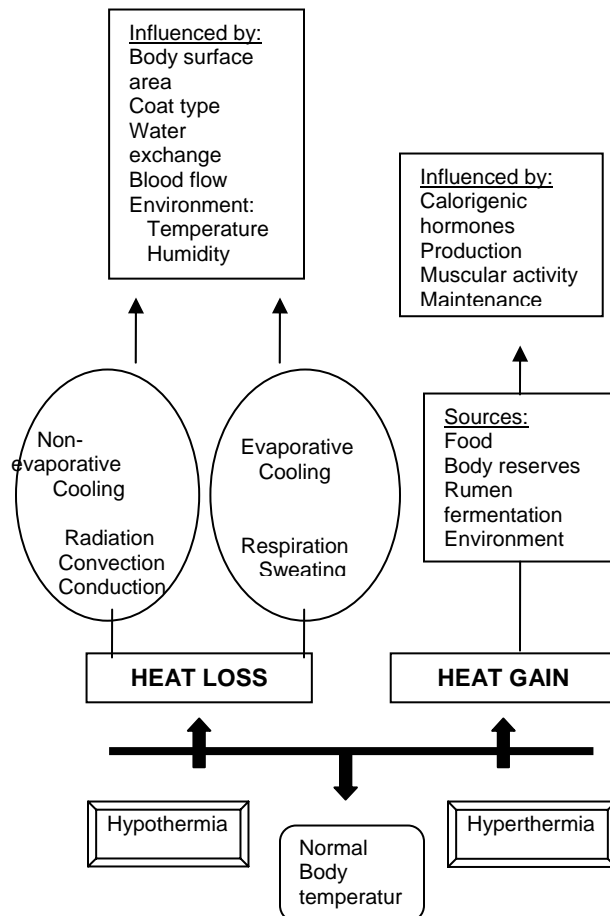 Influenced by:
Body surface
area
Coat type
Water
exchange
Blood flow
Environment:
Temperature
Humidity
Influenced by:
Calorigenic
hormones
Production
Muscular activity
Maintenance
Non-
evaporative
Cooling
Radiation
Convection
Conduction
Evaporative
Cooling
Respiration
Sweating
Sources:
Food
Body reserves
Rumen
fermentation
Environment
HEAT LOSS
HEAT GAIN
Hypothermia
Normal
Body
temperatur
Hyperthermia